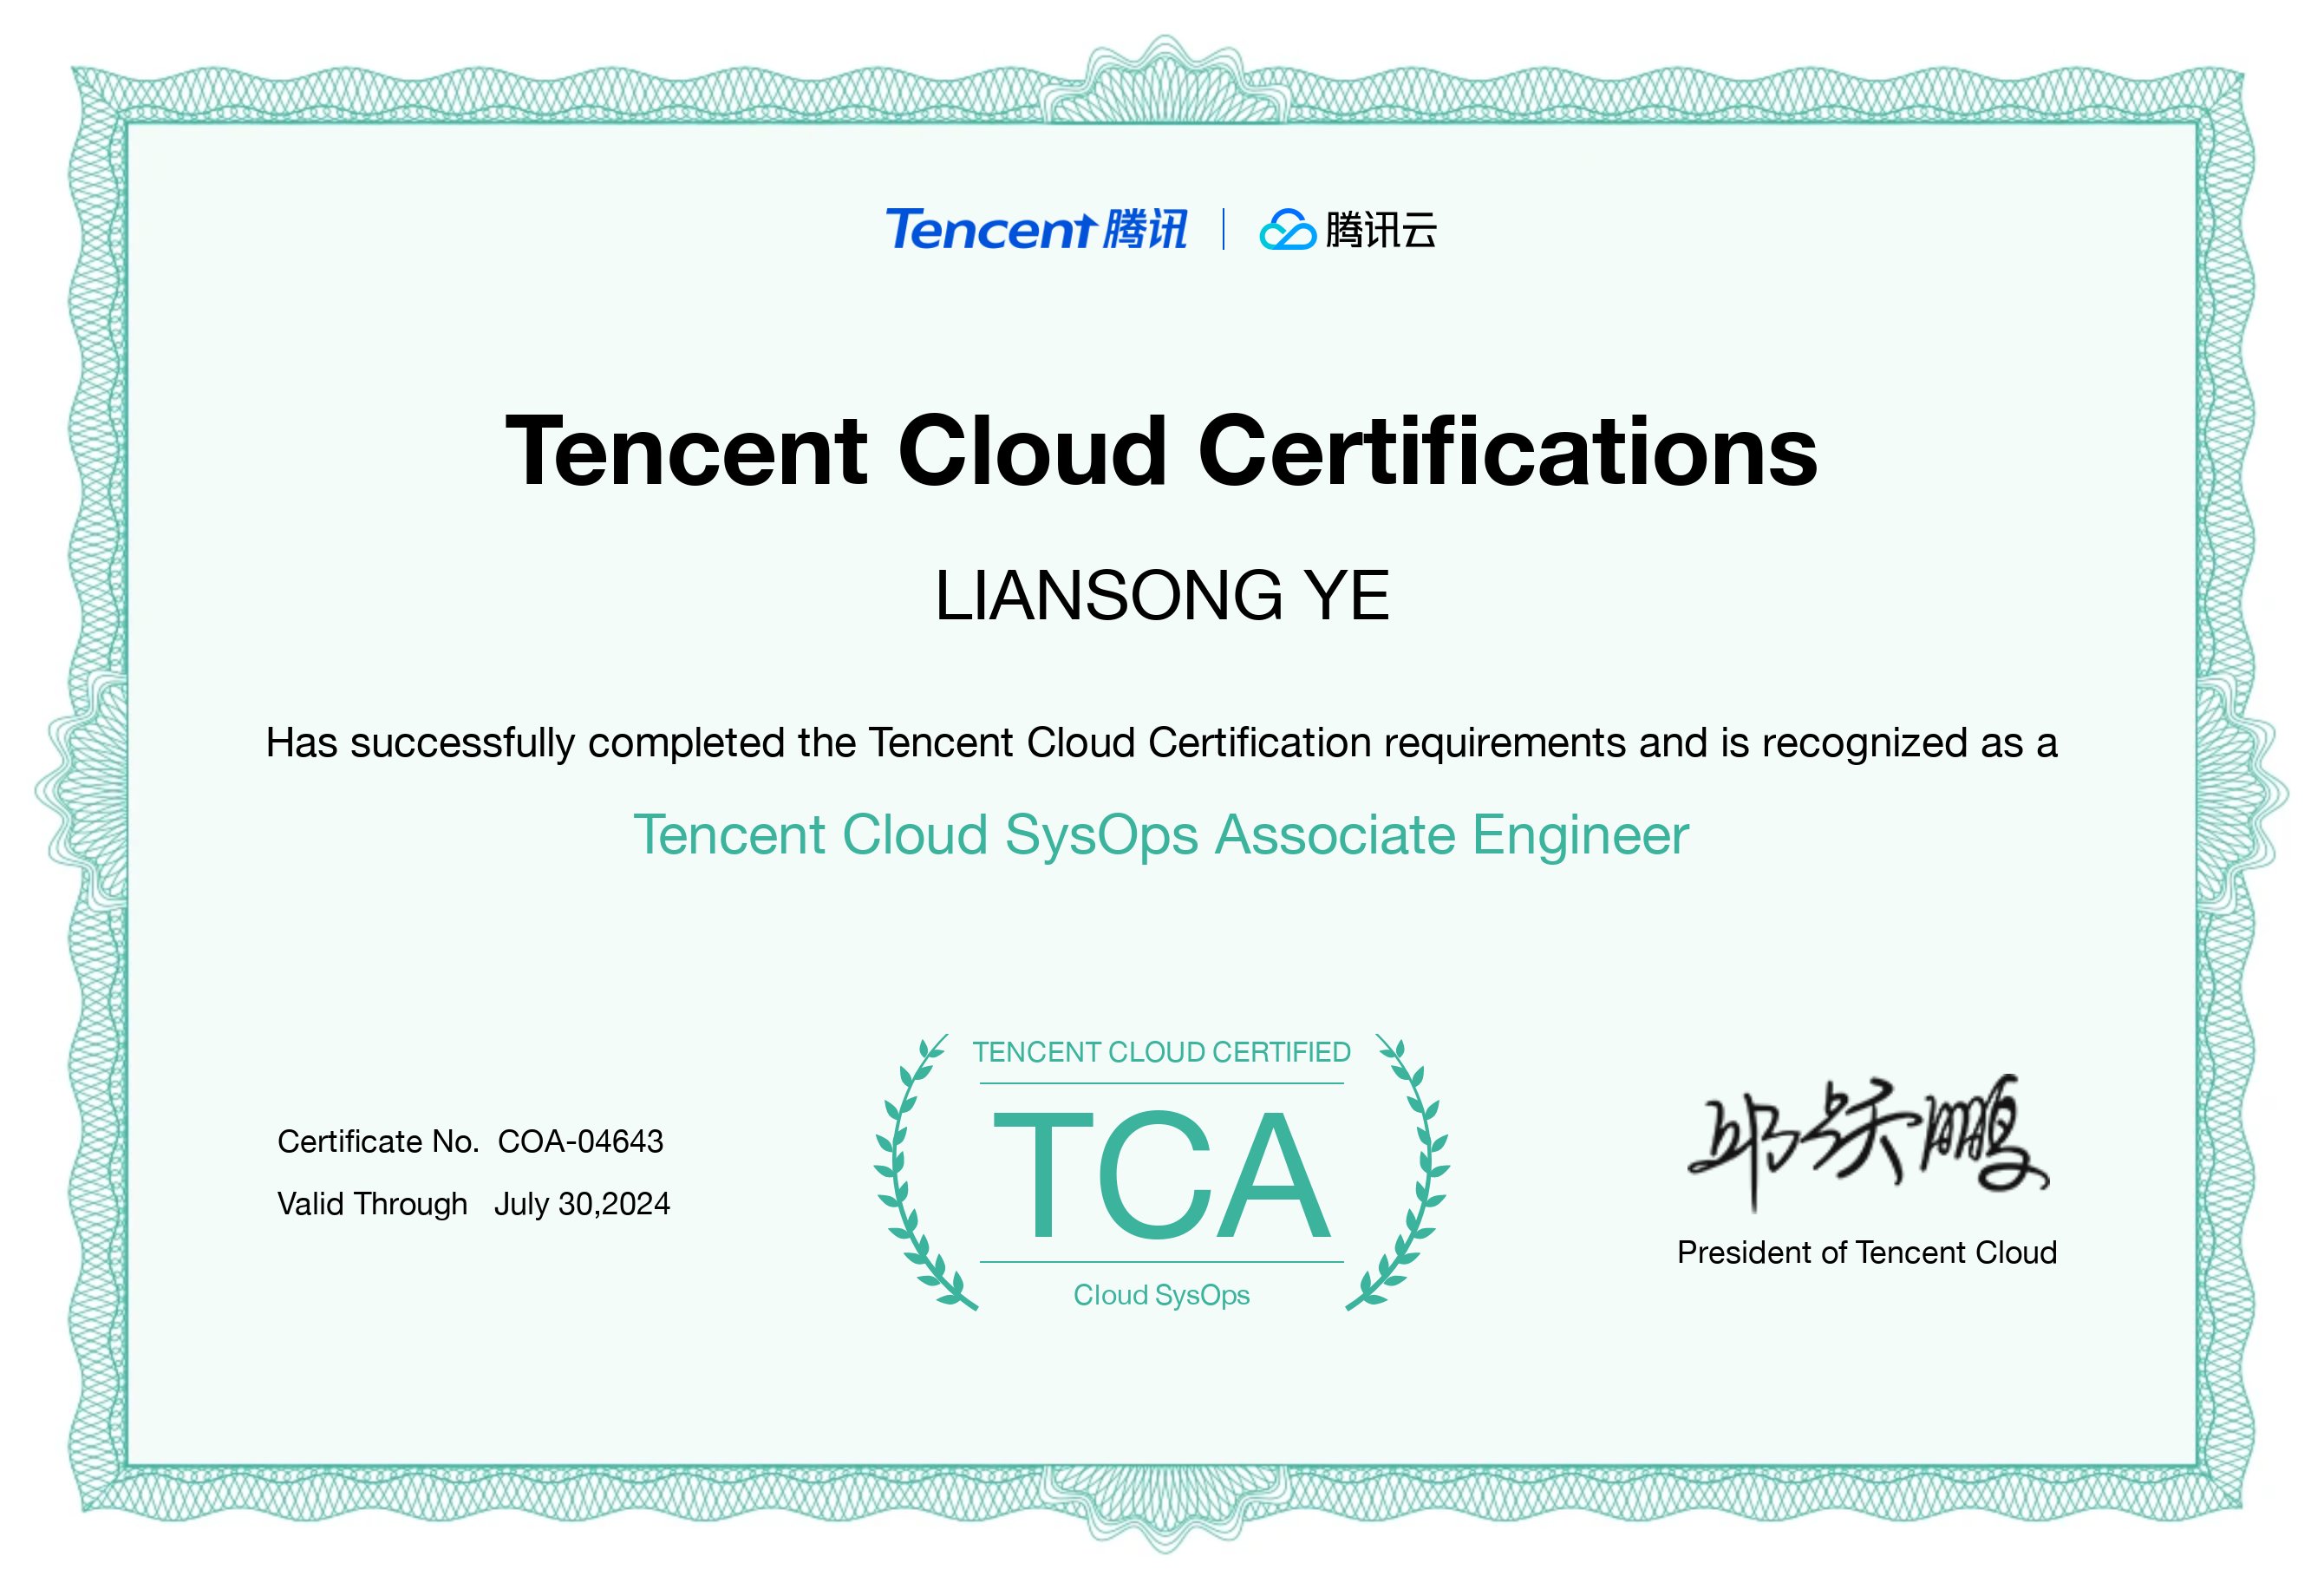 Tencent 腾讯 腾讯云
Tencent Cloud Certifications
LIANSONG YE
Has successfully completed the Tencent Cloud Certification requirements and is recognized as a
Tencent Cloud SysOps Associate Engineer
Certificate No. COA-04643
Valid Through July 30,2024
TENCENT CLOUD CERTIFIED
TCA
Cloud SysOps
邱跃鹏
President of Tencent Cloud